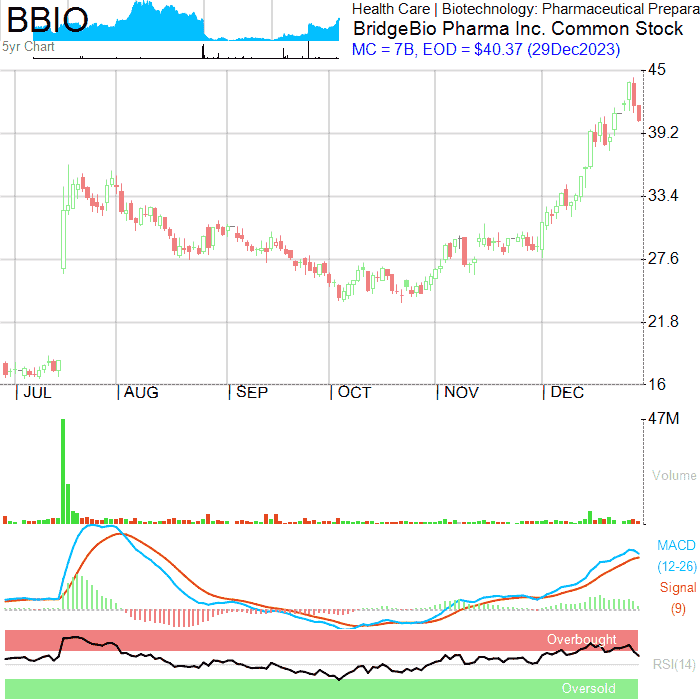 BBIO
5yr Chart
Health Care | Biotechnology: Pharmaceutical Prepara
BridgeBio Pharma Inc. Common Stock
MC = 7B, EOD = $40.37 (29Dec2023)
45
39.2
33.4
27.6
21.8
16
| JUL | AUG | SEP | OCT | NOV | DEC
47M
Volume
MACD
(12-26)
Signal
(9)
Overbought
RSI(14)
Oversold